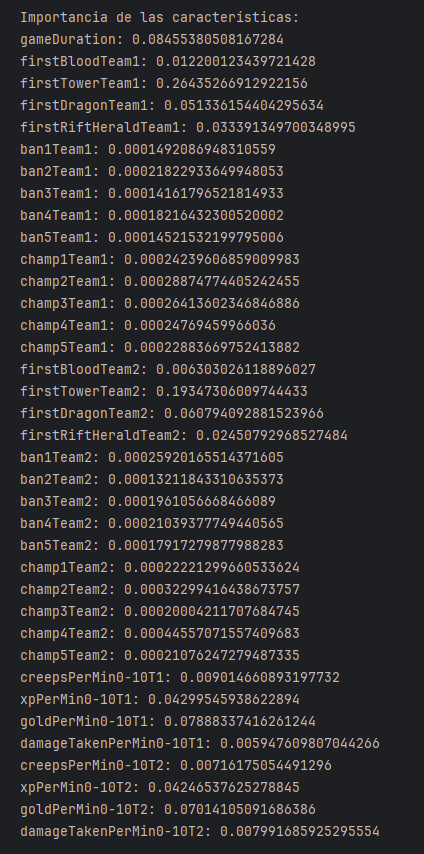 Importancia de las características:
gameDuration: 0.08455380508167284
firstBloodTeam1: 0.012200123439721428
firstTowerTeam1: 0.26435266912922156
firstDragonTeam1: 0.051336154404295634
firstRiftHeraldTeam1: 0.033391349700348995
ban1Team1: 0.0001492086948310559
ban2Team1: 0.00021822933649948053
ban3Team1: 0.00014161796521814933
ban4Team1: 0.00018216432300520002
ban5Team1: 0.00014521532199795006
champ1Team1: 0.00024239606859009983
champ2Team1: 0.00028874774405242455
champ3Team1: 0.00026413602346846886
champ4Team1: 0.00024769459966036
champ5Team1: 0.00022883669752413882
firstBloodTeam2: 0.006303026118896027
firstTowerTeam2: 0.19347306009744433
firstDragonTeam2: 0.060794092881523966
firstRiftHeraldTeam2: 0.02450792968527484
ban1Team2: 0.00025920165514371605
ban2Team2: 0.00013211843310635373
ban3Team2: 0.0001961056668466089
ban4Team2: 0.00021039377749440565
ban5Team2: 0.00017917279877988283
champ1Team2: 0.00022221299660533624
champ2Team2: 0.00032299416438673757
champ3Team2: 0.00020004211707684745
champ4Team2: 0.00044557071557409683
champ5Team2: 0.00021076247279487335
creepsPerMin0-10T1: 0.009014660893197732
xpPerMin0-10T1: 0.04299545938622894
goldPerMin0-10T1: 0.07888337416261244
damageTakenPerMin0-10T1: 0.005947609807044266
creepsPerMin0-10T2: 0.00716175054491296
xpPerMin0-10T2: 0.04246537625278845
goldPerMin0-10T2: 0.07014105091686386
damageTakenPerMin0-10T2: 0.007991685925295554